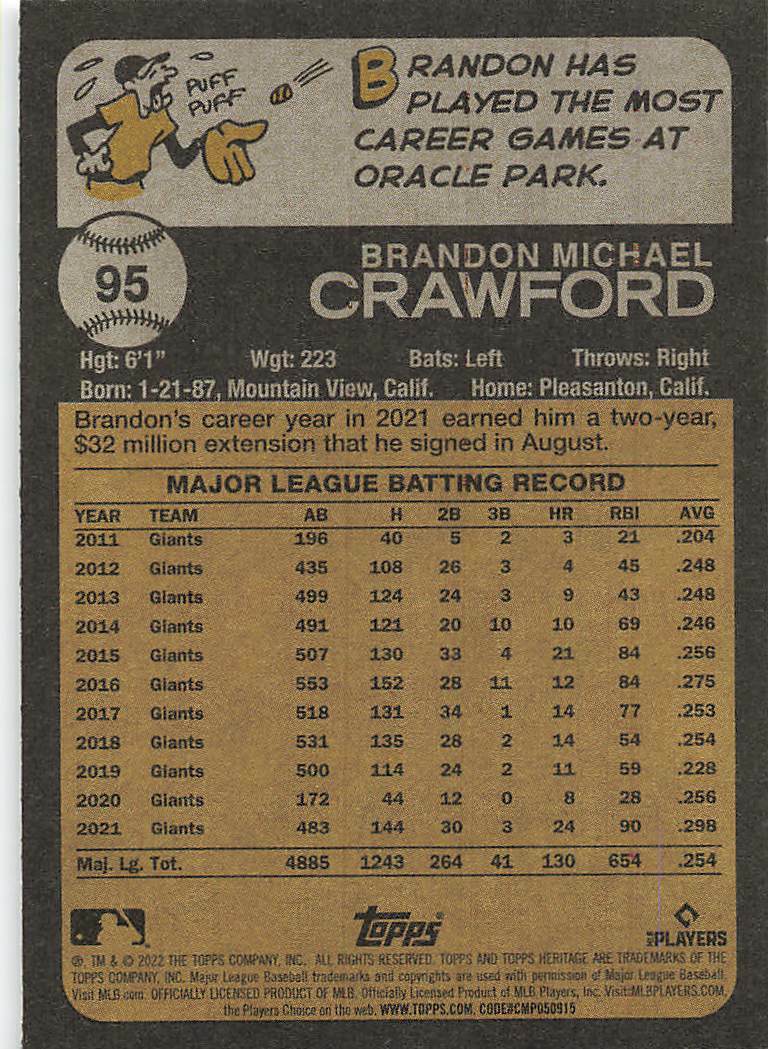 PUFF
PUFF
BRANDON HAS
PLAYED THE MOST
CAREER GAMES AT
ORACLE PARK.
95
BRANDON MICHAEL
CRAWFORD
Hgt: 6'1" Wgt: 223 Bats: Left Throws: Right
Born: 1-21-87, Mountain View, Calif. Home: Pleasanton, Calif.
Brandon's career year in 2021 earned him a two-year,
$32 million extension that he signed in August.
MAJOR LEAGUE BATTING RECORD
YEAR TEAM AB H 2B 3B HR RBI AVG
2011 Giants 196 40 5 2 3 21 .204
2012 Giants 435 108 26 3 4 45 .248
2013 Giants 499 124 24 3 9 43 .248
2014 Giants 491 121 20 10 10 69 .246
2015 Giants 507 130 33 4 21 84 .256
2016 Giants 553 152 28 11 12 84 .275
2017 Giants 518 131 34 1 14 77 .253
2018 Giants 531 135 28 2 14 54 .254
2019 Giants 500 114 24 2 11 59 .228
2020 Giants 172 44 12 0 8 28 .256
2021 Giants 483 144 30 3 24 90 .298
Maj. Lg. Tot. 4885 1243 264 41 130 654 .254
topps
MLB PLAYERS
®, TM & © 2022 THE TOPPS COMPANY, INC. ALL RIGHTS RESERVED. TOPPS AND TOPPS HERITAGE ARE TRADEMARKS OF THE
TOPPS COMPANY, INC. Major League Baseball trademarks and copyrights are used with permission of Major League Baseball.
Visit MLB.com. OFFICIALLY LICENSED PRODUCT OF MLB. Officially Licensed Product of MLB Players, Inc. Visit MLBPLAYERS.COM,
the Players Choice on the web. WWW.TOPPS.COM. CODE#CMP050915